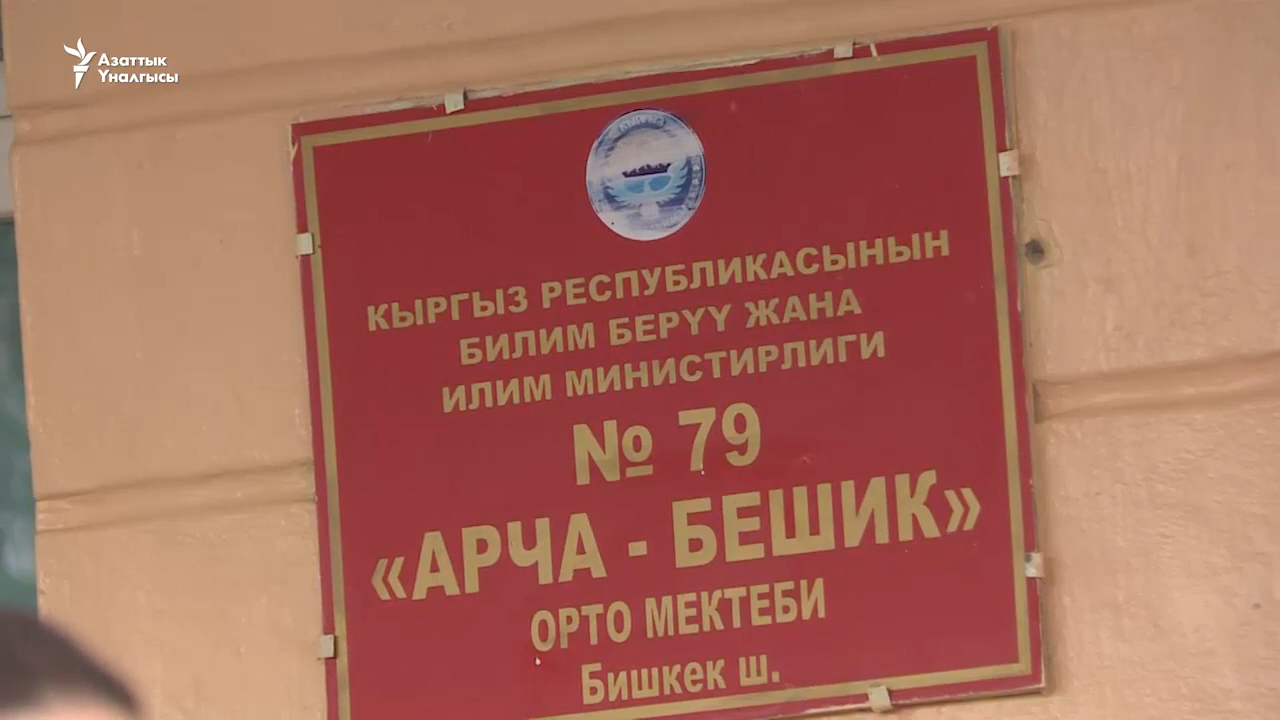 Азаттык
Үналгысы
КЫРГЫЗ РЕСПУБЛИКАСЫНЫН
БИЛИМ БЕРҮҮ ЖАНА
ИЛИМ МИНИСТИРЛИГИ
№ 79
«АРЧА - БЕШИК»
ОРТО МЕКТЕБИ
Бишкек ш.